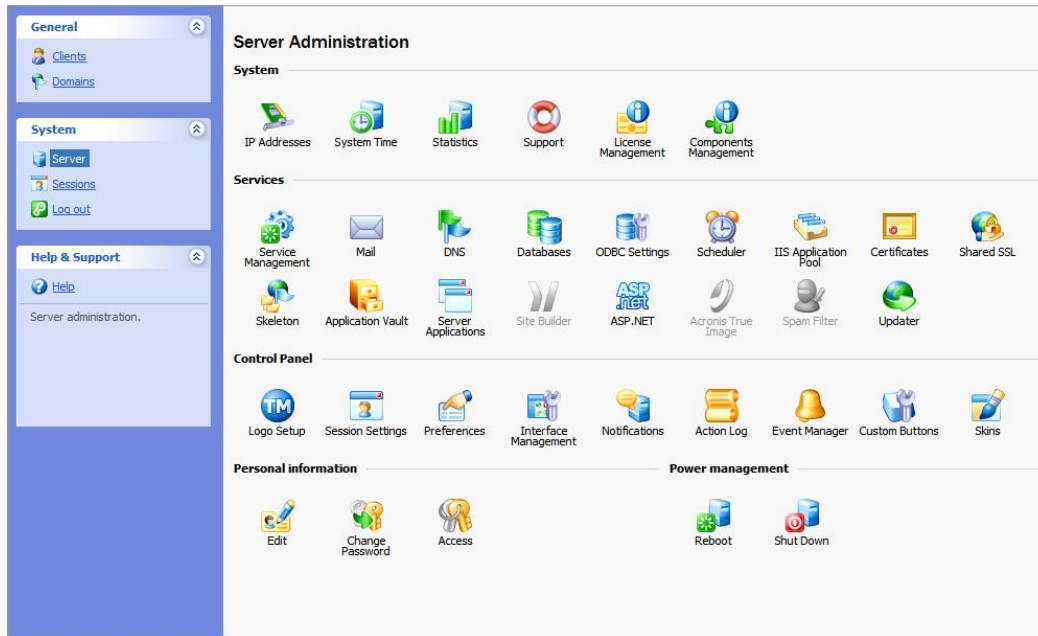 General
Clients
Domains
System
Server
Sessions
Log out
Help & Support
Help
Server administration.
Server Administration
System
IP Addresses
System Time
Statistics
Support
License
Management
Components
Management
Services
Service
Management
Mail
DNS
Databases
ODBC Settings
Scheduler
IIS Application
Pool
Certificates
Shared SSL
Skeleton
Application Vault
Server
Applications
Site Builder
ASP.net
ASP.NET
Acronis True
Image
Spam Filter
Updater
Control Panel
TM
Logo Setup
Session Settings
Preferences
Interface
Management
Notifications
Action Log
Event Manager
Custom Buttons
Skins
Personal information
Edit
Change
Password
Access
Power management
Reboot
Shut Down